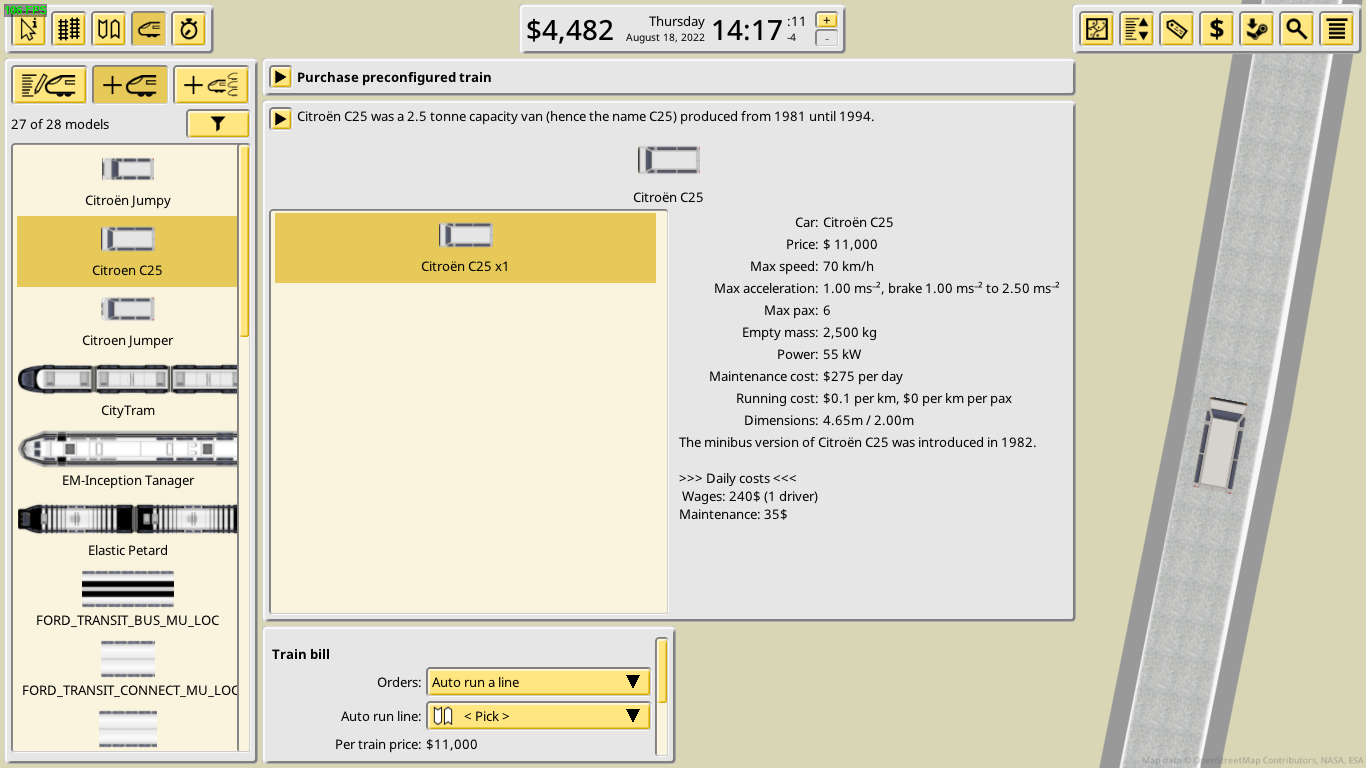 $4,482
Thursday
August 18, 2022
14:17
:11
-4
+
-
$
27 of 28 models
Citroën Jumpy
Citroen C25
Citroen Jumper
CityTram
EM-Inception Tanager
Elastic Petard
FORD_TRANSIT_BUS_MU_LOC
FORD_TRANSIT_CONNECT_MU_LOC
Purchase preconfigured train
Citroën C25 was a 2.5 tonne capacity van (hence the name C25) produced from 1981 until 1994.
Citroën C25
Citroën C25 x1
Car: Citroën C25
Price: $ 11,000
Max speed: 70 km/h
Max acceleration: 1.00 ms⁻², brake 1.00 ms⁻² to 2.50 ms⁻²
Max pax: 6
Empty mass: 2,500 kg
Power: 55 kW
Maintenance cost: $275 per day
Running cost: $0.1 per km, $0 per km per pax
Dimensions: 4.65m / 2.00m
The minibus version of Citroën C25 was introduced in 1982.
>>> Daily costs <<<
Wages: 240$ (1 driver)
Maintenance: 35$
Train bill
Orders: Auto run a line
Auto run line: < Pick >
Per train price: $11,000
Map data © OpenStreetMap Contributors, NASA, ESA